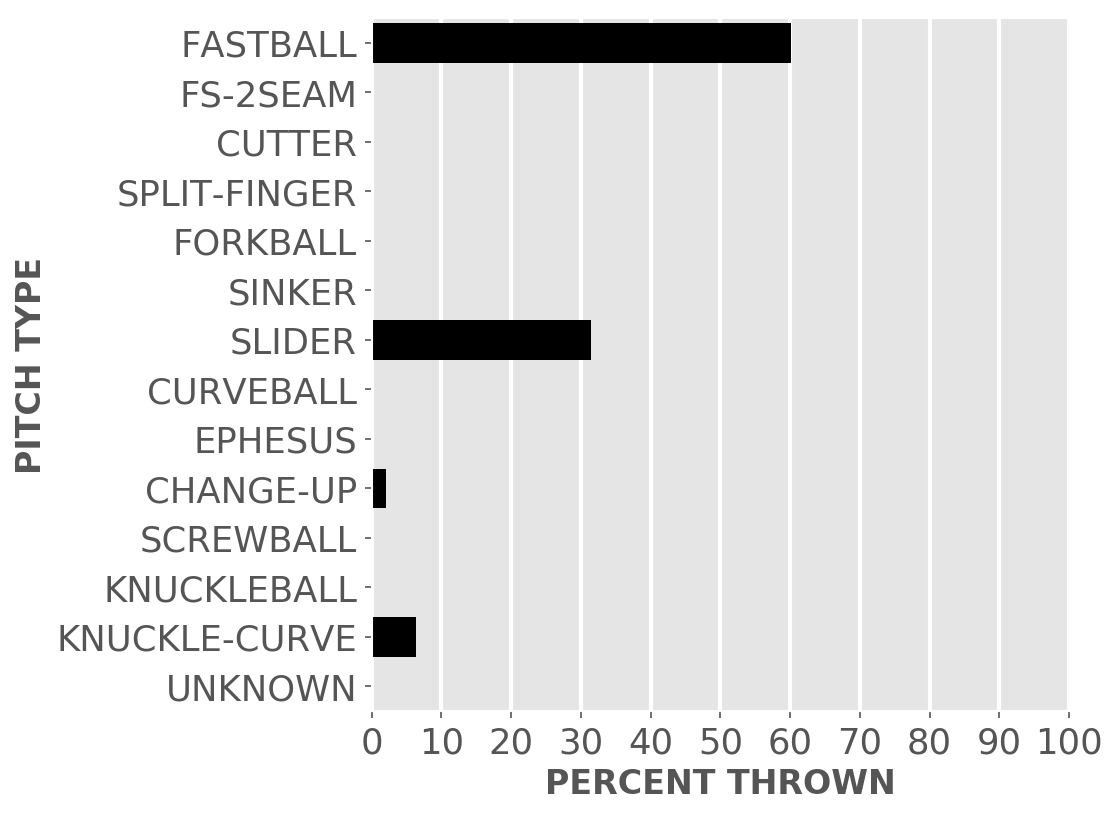 FASTBALL
FS-2SEAM
CUTTER
SPLIT-FINGER
FORKBALL
SINKER
SLIDER
CURVEBALL
EPHESUS
CHANGE-UP
SCREWBALL
KNUCKLEBALL
KNUCKLE-CURVE
UNKNOWN
PITCH TYPE
0 10 20 30 40 50 60 70 80 90 100
PERCENT THROWN